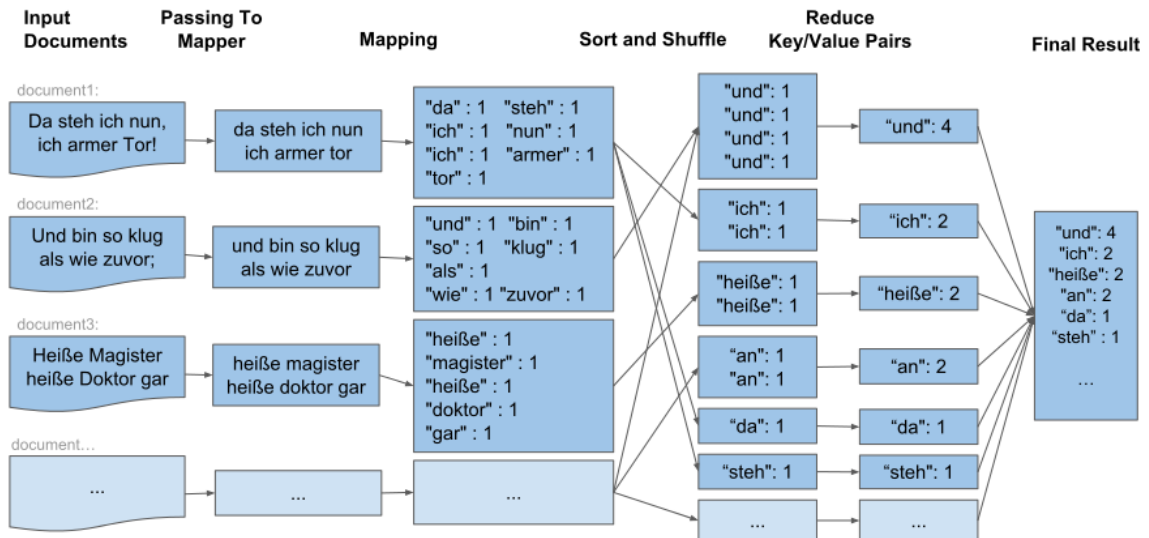 Input
Documents
Passing To
Mapper
Mapping
Sort and Shuffle
Reduce
Key/Value Pairs
Final Result
document1:
Da steh ich nun,
ich armer Tor!
da steh ich nun
ich armer tor
"da" : 1 "steh" : 1
"ich" : 1 "nun" : 1
"ich" : 1 "armer" : 1
"tor" : 1
document2:
Und bin so klug
als wie zuvor;
und bin so klug
als wie zuvor
"und" : 1 "bin" : 1
"so" : 1 "klug" : 1
"als" : 1
"wie" : 1 "zuvor" : 1
document3:
Heiße Magister
heiße Doktor gar
heiße magister
heiße doktor gar
"heiße" : 1
"magister" : 1
"heiße" : 1
"doktor" : 1
"gar" : 1
document...
...
...
...
"und": 1
"und": 1
"und": 1
"und": 1
“und": 4
"ich": 1
"ich": 1
“ich": 2
"heiße": 1
"heiße": 1
“heiße": 2
"an": 1
"an": 1
“an": 2
“da": 1
“da": 1
“steh": 1
“steh": 1
...
...
"und": 4
"ich": 2
"heiße": 2
"an": 2
“da": 1
“steh” : 1
...